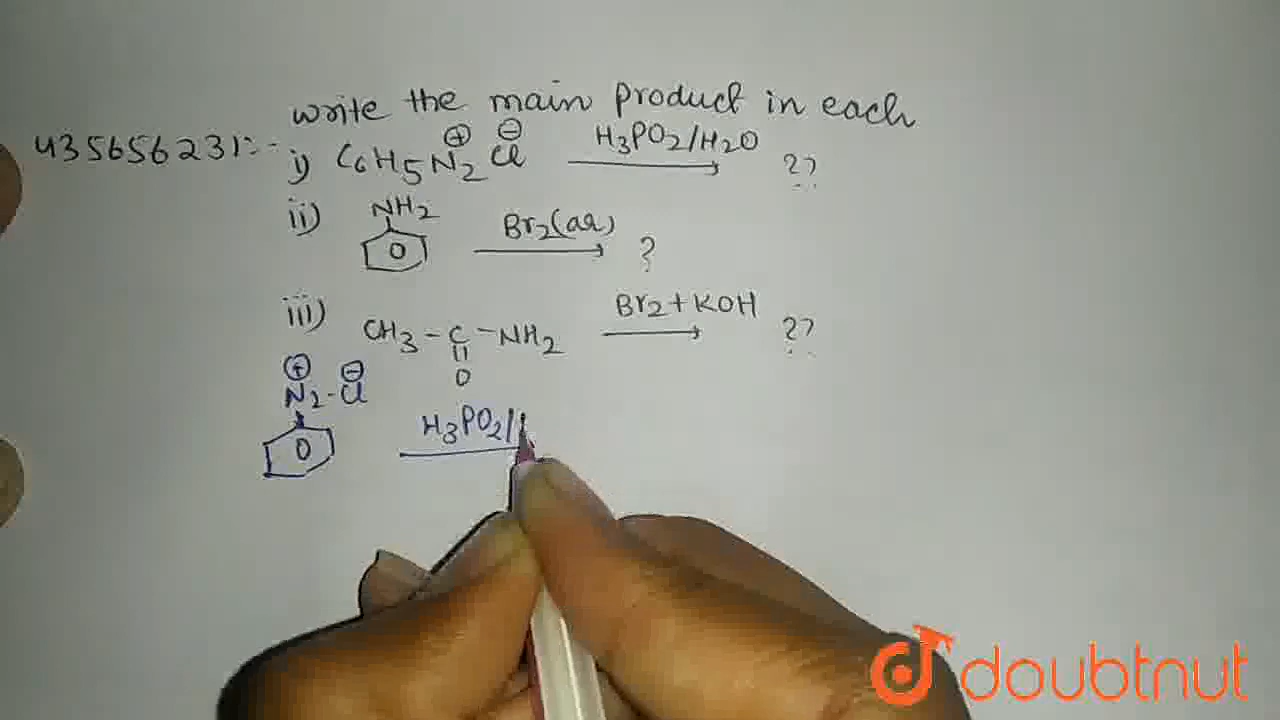 write the main product in each
435656231:-
i) C6H5N2⊕ Cl⊖ H3PO2/H2O ??
ii) NH2 Br2(aq) ?
O
iii) CH3-C-NH2 Br2+KOH ??
O
⊕ ⊖
N2-Cl
O H3PO2/
doubtnut